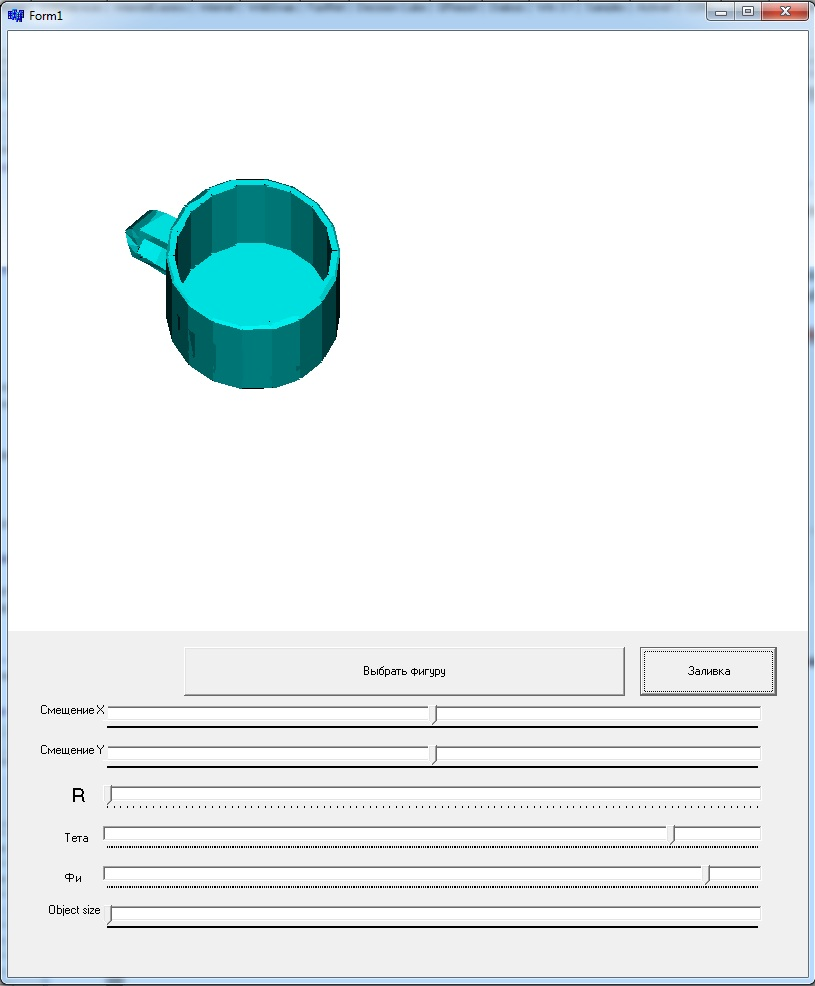 Form1
Выбрать фигуру
Заливка
Смещение X
Смещение Y
R
Тета
Фи
Object size